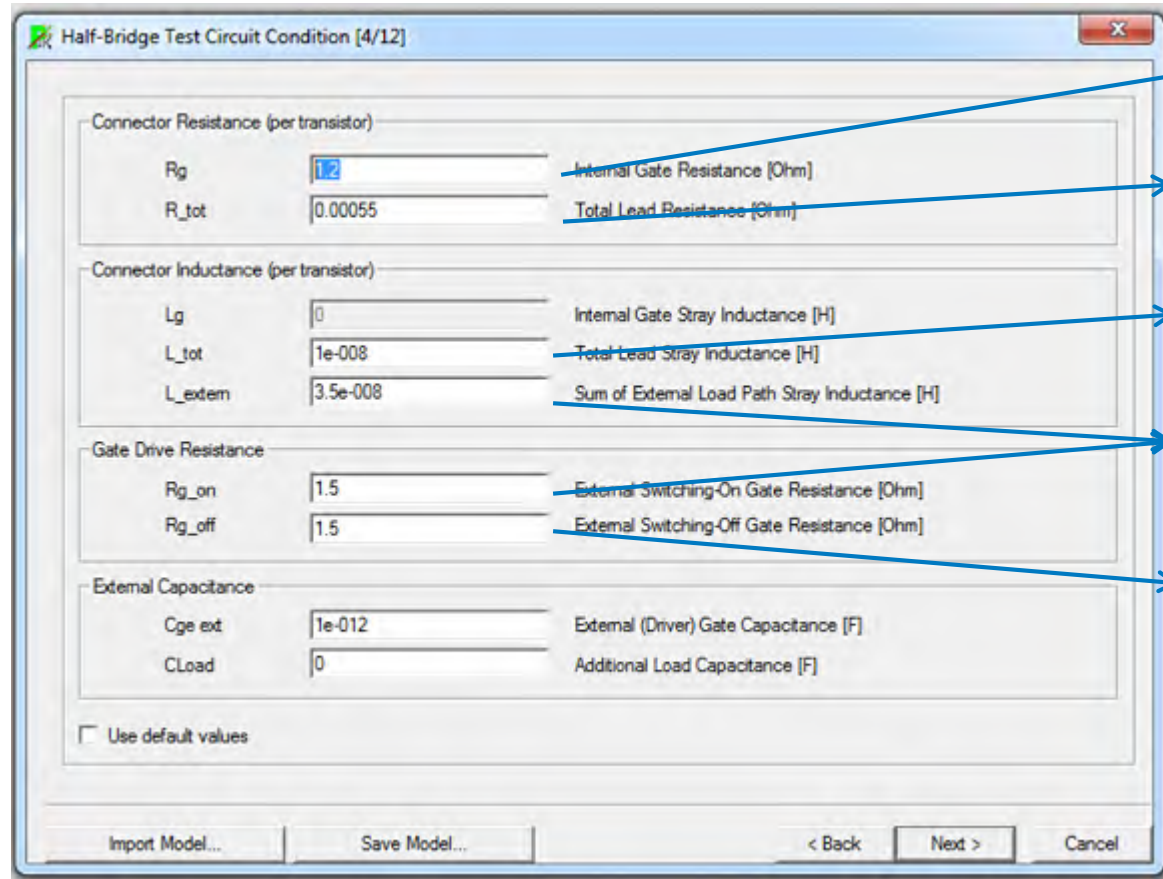 Half-Bridge Test Circuit Condition [4/12]
Connector Resistance (per transistor)
Rg 1.2 Internal Gate Resistance [Ohm]
R_tot 0.00055 Total Lead Resistance [Ohm]
Connector Inductance (per transistor)
Lg 0 Internal Gate Stray Inductance [H]
L_tot 1e-008 Total Lead Stray Inductance [H]
L_extern 3.5e-008 Sum of External Load Path Stray Inductance [H]
Gate Drive Resistance
Rg_on 1.5 External Switching-On Gate Resistance [Ohm]
Rg_off 1.5 External Switching-Off Gate Resistance [Ohm]
External Capacitance
Cge ext 1e-012 External (Driver) Gate Capacitance [F]
CLoad 0 Additional Load Capacitance [F]
Use default values
Import Model... Save Model... < Back Next > Cancel